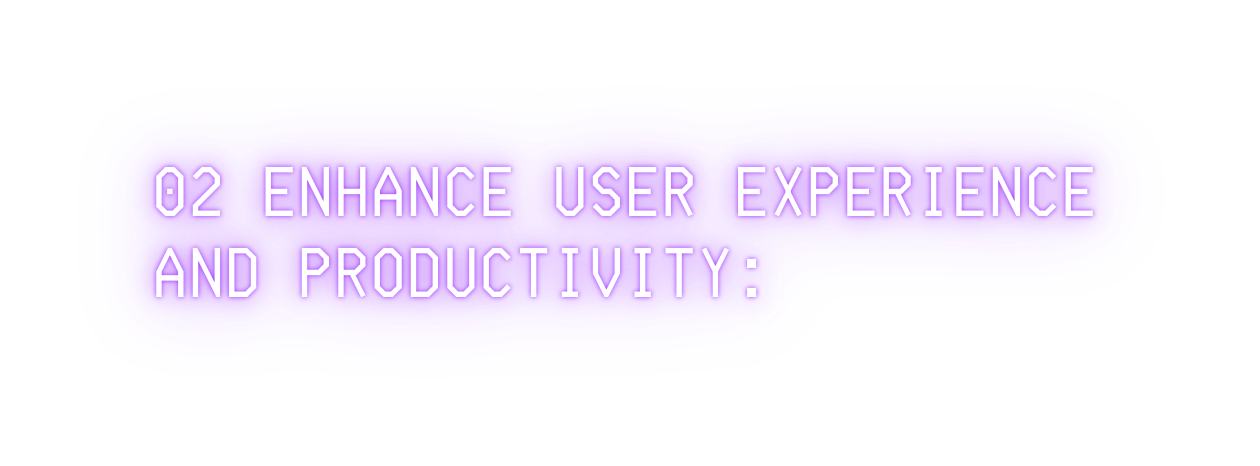 02 ENHANCE USER EXPERIENCE
AND PRODUCTIVITY: